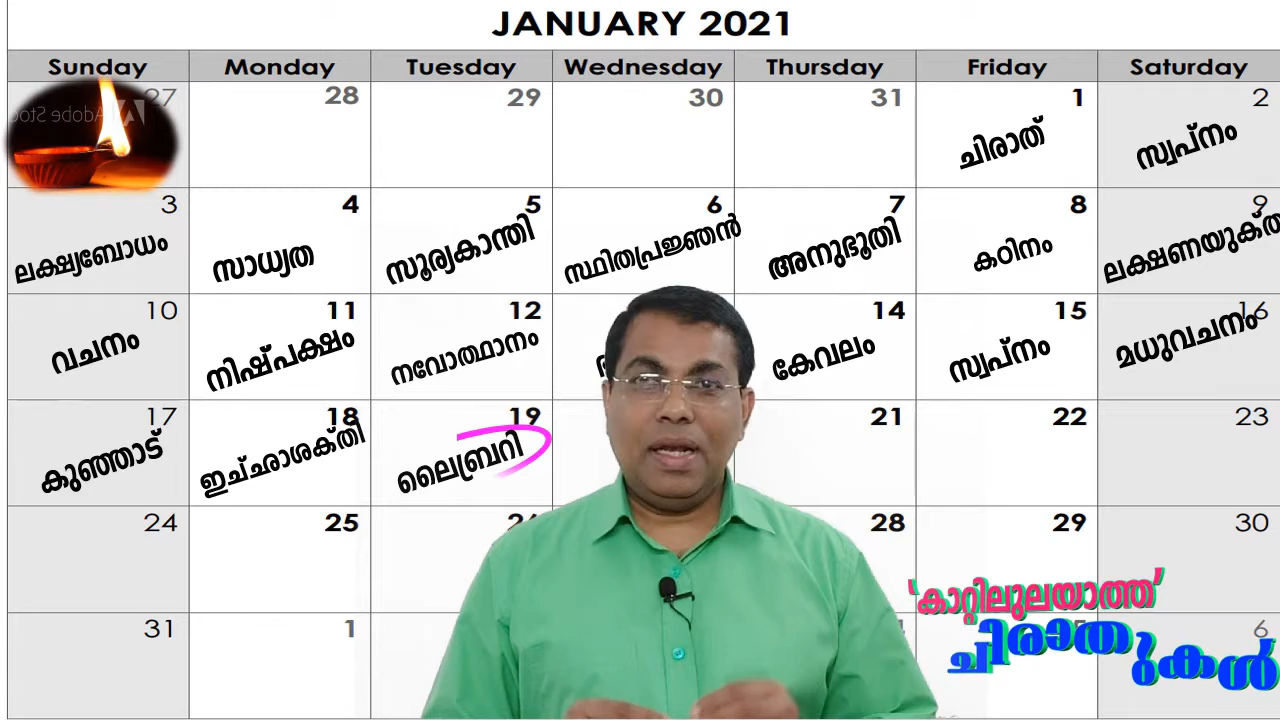 JANUARY 2021
Sunday Monday Tuesday Wednesday Thursday Friday Saturday
27 28 29 30 31 1 2
ചിരാത് സ്വപ്നം
3 4 5 6 7 8 9
ലക്ഷ്യബോധം സാധ്യത സൂര്യകാന്തി സ്ഥിതപ്രജ്ഞൻ അനുഭൂതി കഠിനം ലക്ഷണയുക്ത
10 11 12 14 15 16
വചനം നിഷ്പക്ഷം നവോത്ഥാനം കേവലം സ്വപ്നം മധുവചനം
17 18 19 21 22 23
കുഞ്ഞാട് ഇച്ഛാശക്തി ലൈബ്രറി
24 25 26 28 29 30
31 1 6
'കാറ്റിലുലയാത്ത'
ചിരാതുകൾ